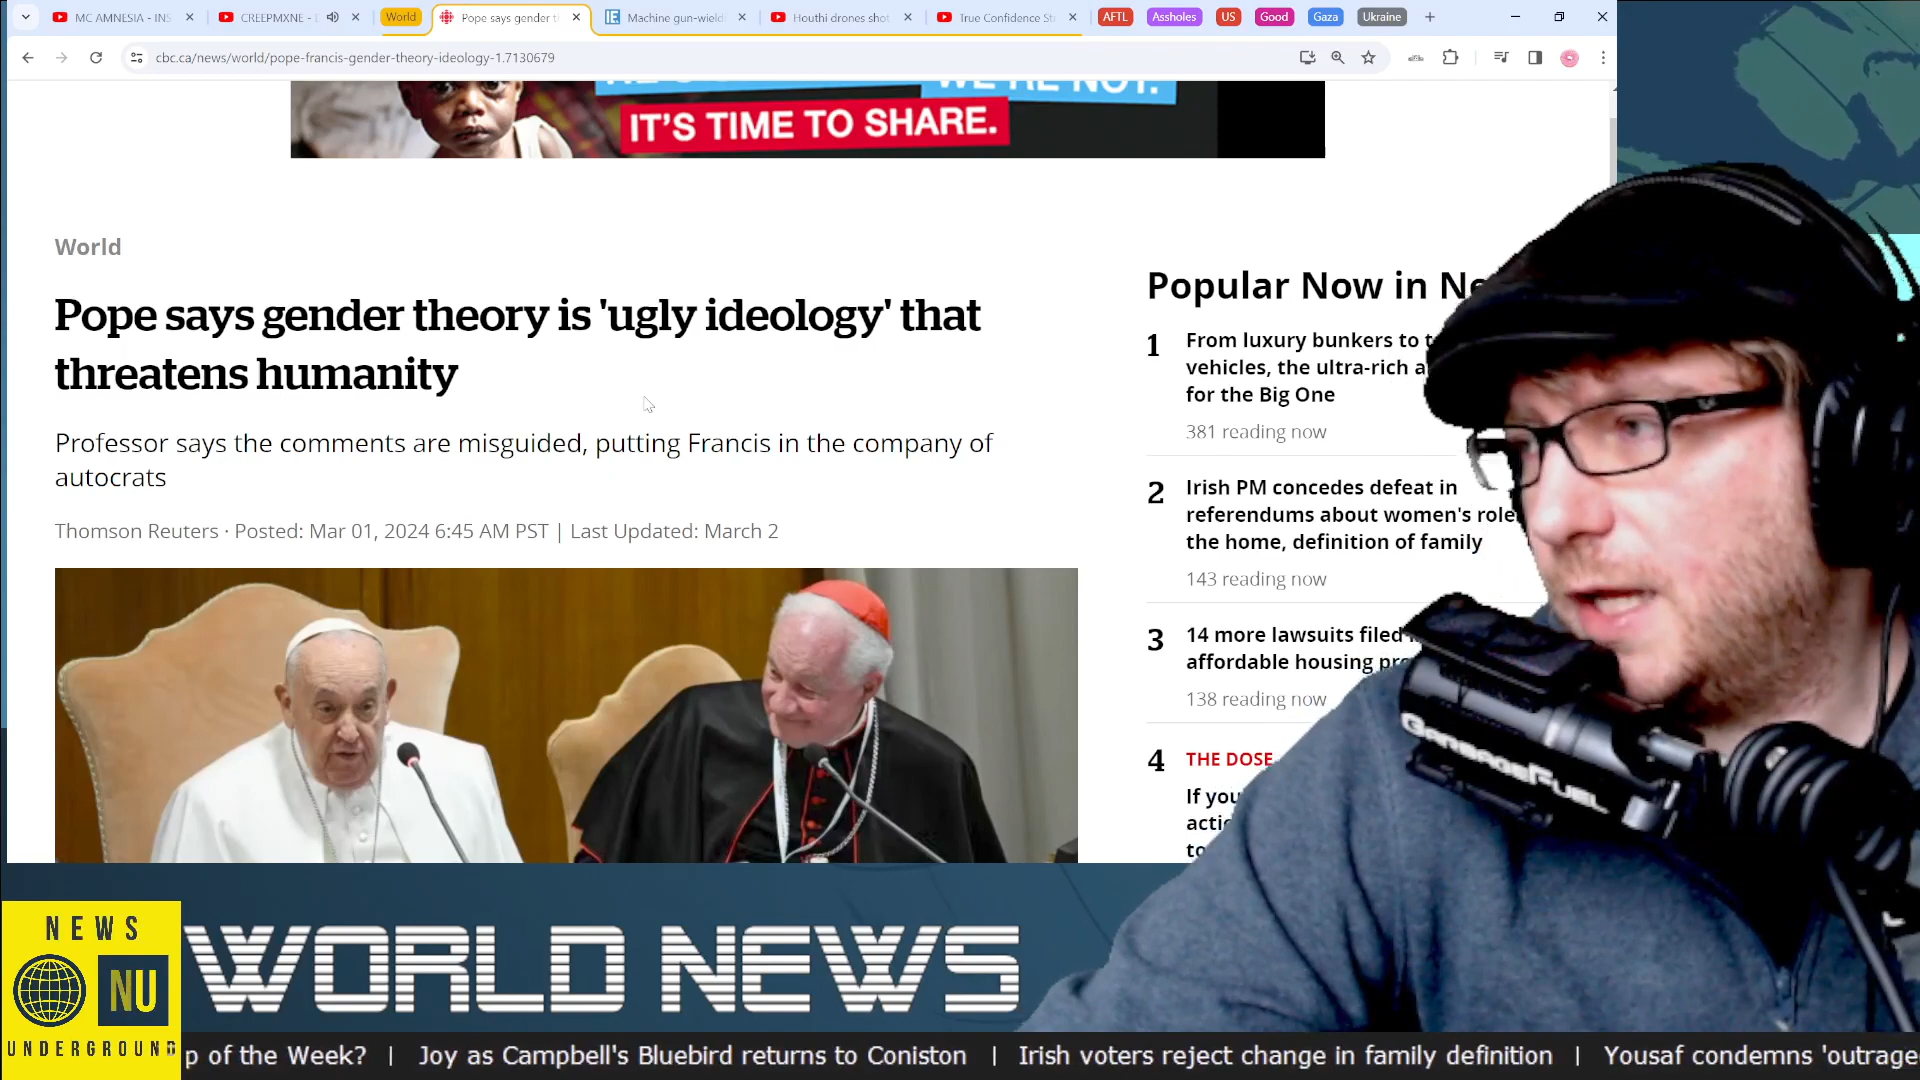 MC AMNESIA - INS
CREEPMXNE - L
World
Pope says gender t
Machine gun-wield
Houthi drones shot
True Confidence St
AFTL
Assholes
US
Good
Gaza
Ukraine
cbc.ca/news/world/pope-francis-gender-theory-ideology-1.7130679
WE'RE NOT.
IT'S TIME TO SHARE.
World
Pope says gender theory is 'ugly ideology' that
threatens humanity
Professor says the comments are misguided, putting Francis in the company of
autocrats
Thomson Reuters · Posted: Mar 01, 2024 6:45 AM PST | Last Updated: March 2
Popular Now in Ne
1
From luxury bunkers to t
vehicles, the ultra-rich a
for the Big One
381 reading now
2
Irish PM concedes defeat in
referendums about women's role
the home, definition of family
143 reading now
3
14 more lawsuits filed
affordable housing pr
138 reading now
4
THE DOSE
If you
actic
to
GARBAGEFUEL
NEWS
NU
UNDERGROUND
WORLD NEWS
p of the Week? | Joy as Campbell's Bluebird returns to Coniston | Irish voters reject change in family definition | Yousaf condemns 'outrage